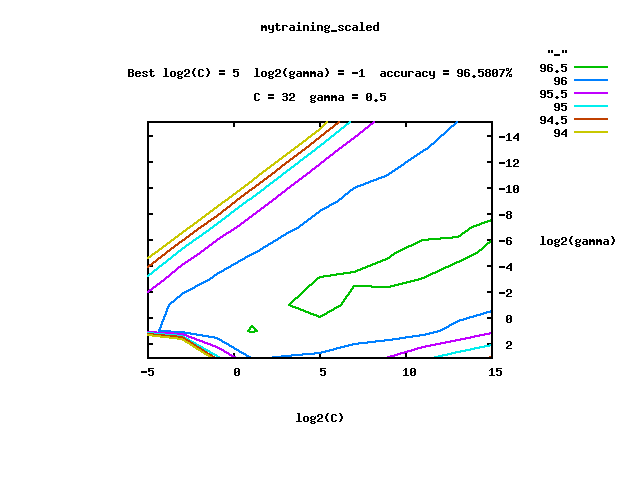 mytraining_scaled
"-"
Best log2(C) = 5  log2(gamma) = -1  accuracy = 96.5807%
C = 32  gamma = 0.5
96.5
96
95.5
95
94.5
94
-14
-12
-10
-8
-6
-4
-2
0
2
log2(gamma)
-5 0 5 10 15
log2(C)